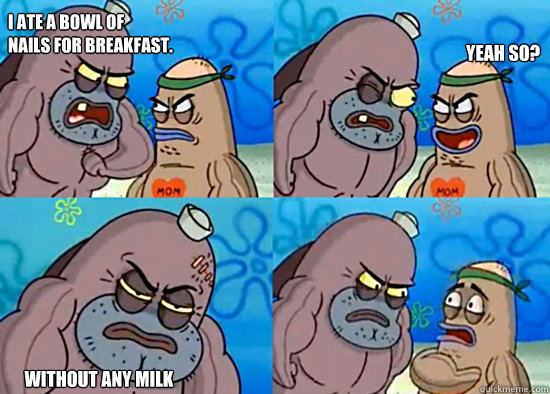 I ATE A BOWL OF
NAILS FOR BREAKFAST.
YEAH SO?
MOM
MOM
WITHOUT ANY MILK
quickmeme.com